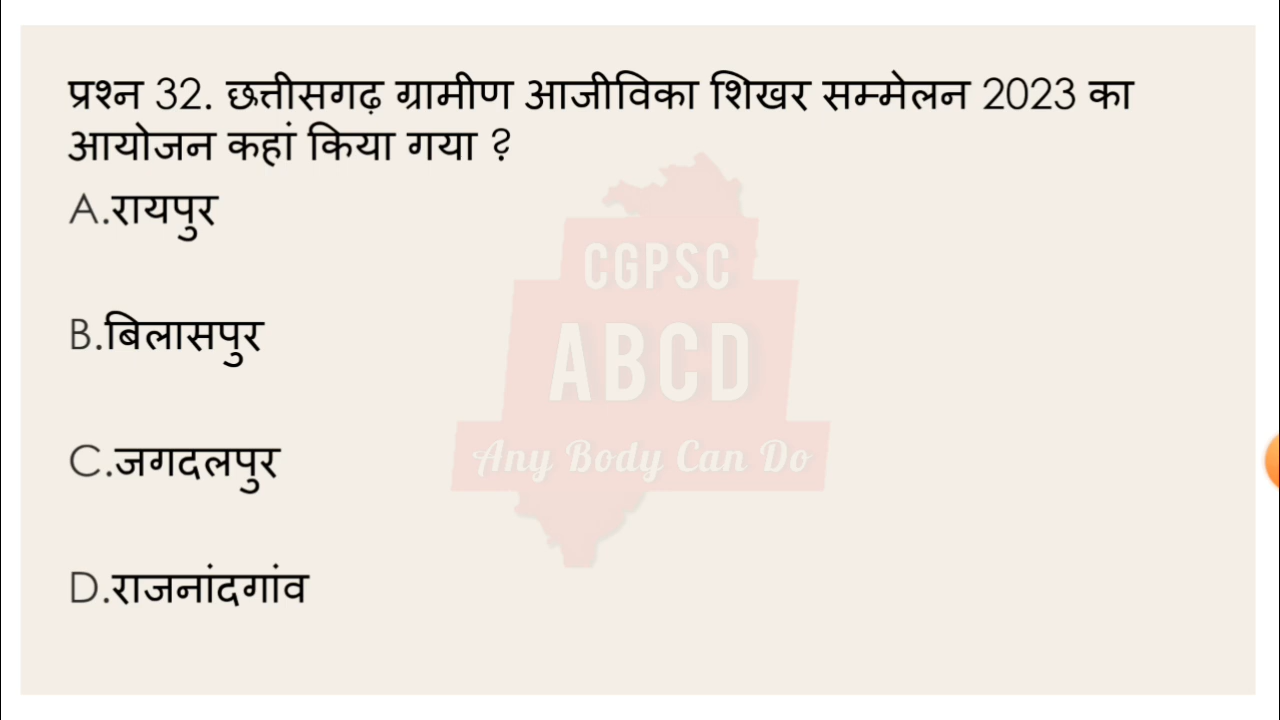 प्रश्न 32. छत्तीसगढ़ ग्रामीण आजीविका शिखर सम्मेलन 2023 का
आयोजन कहां किया गया ?
A.रायपुर
B.बिलासपुर
C.जगदलपुर
D.राजनांदगांव
CGPSC
ABCD
Any Body Can Do